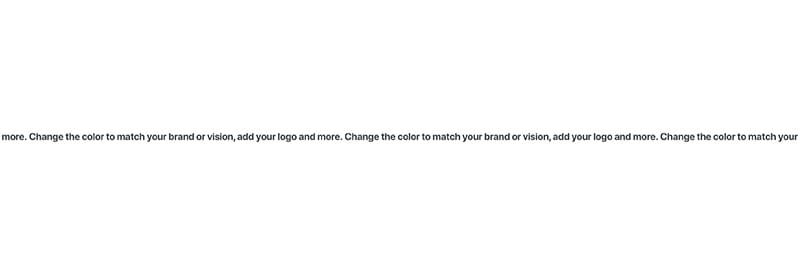 more. Change the color to match your brand or vision, add your logo and more. Change the color to match your brand or vision, add your logo and more. Change the color to match your